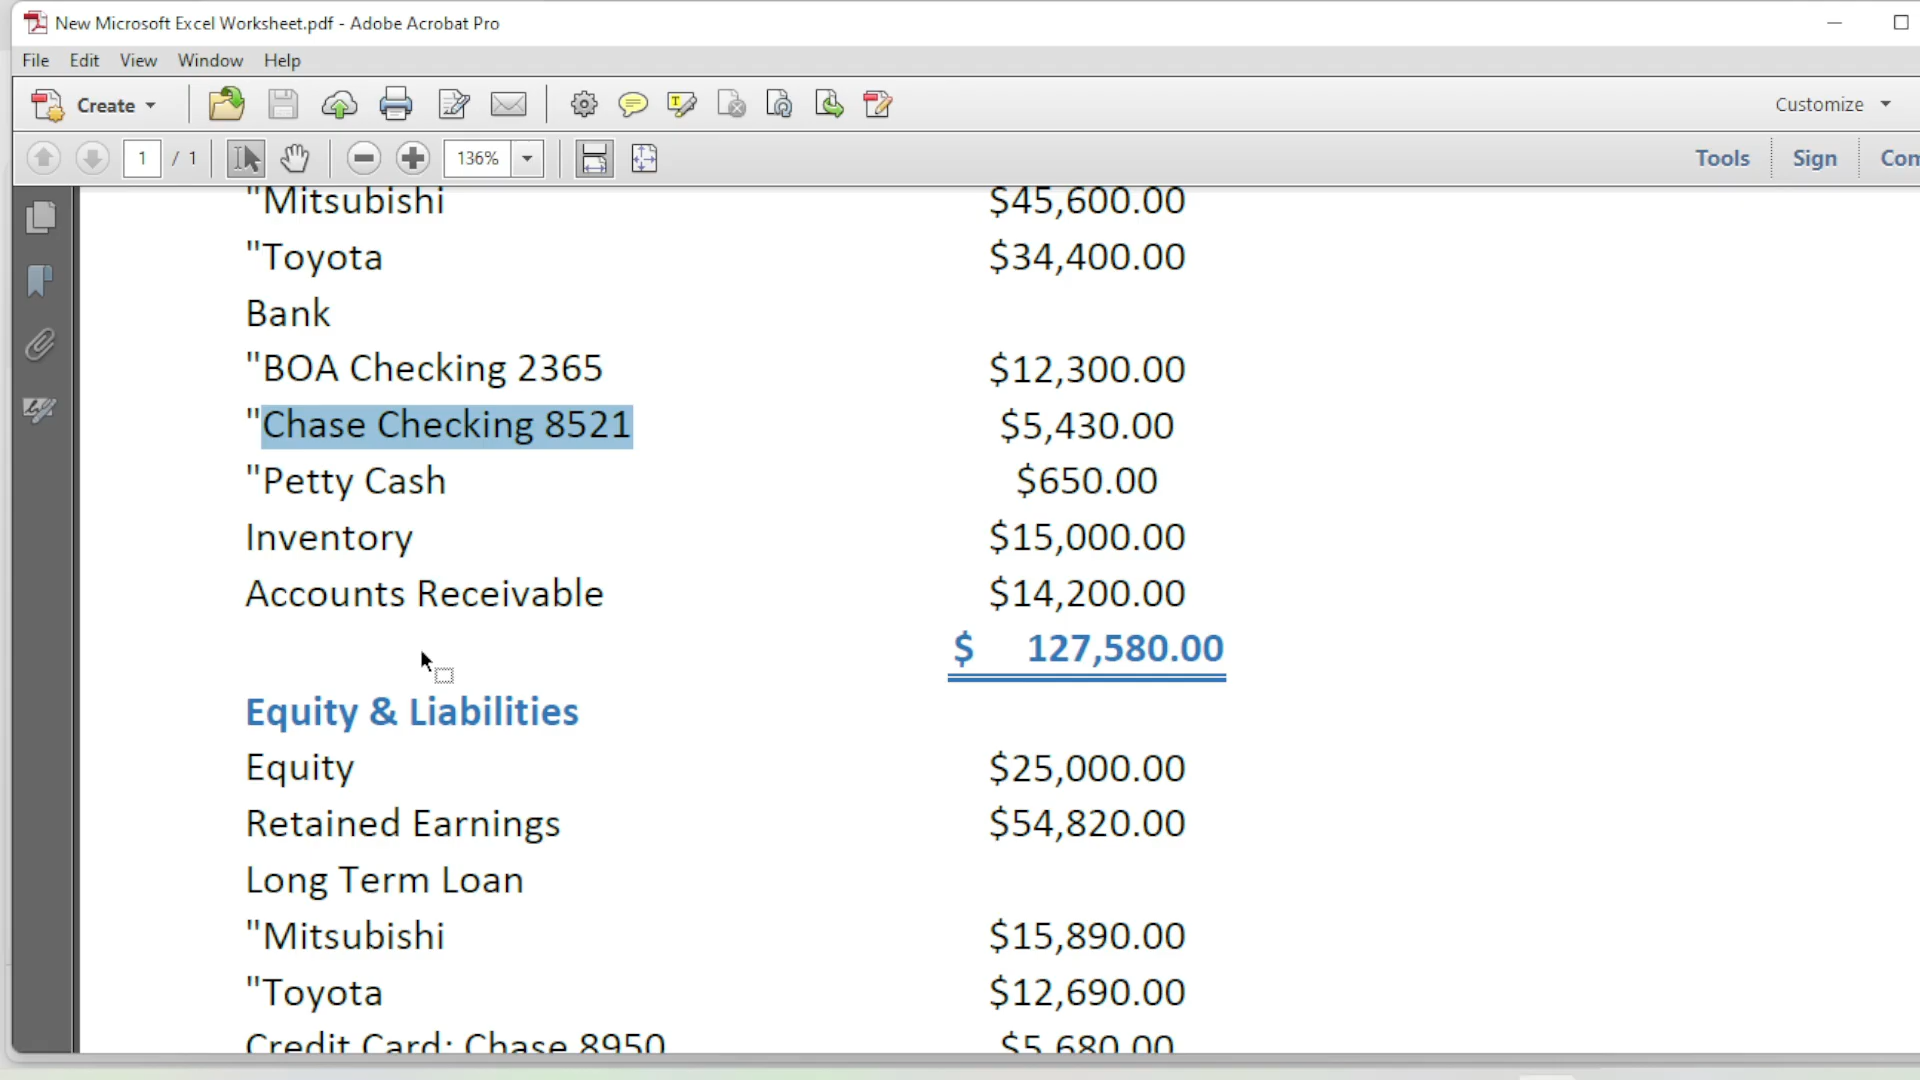 New Microsoft Excel Worksheet.pdf - Adobe Acrobat Pro
File Edit View Window Help
Create Customize
1 / 1 136% Tools Sign Com
"Mitsubishi $45,600.00
"Toyota $34,400.00
Bank
"BOA Checking 2365 $12,300.00
"Chase Checking 8521 $5,430.00
"Petty Cash $650.00
Inventory $15,000.00
Accounts Receivable $14,200.00
$ 127,580.00
Equity & Liabilities
Equity $25,000.00
Retained Earnings $54,820.00
Long Term Loan
"Mitsubishi $15,890.00
"Toyota $12,690.00
Credit Card: Chase 8950 $5,680.00